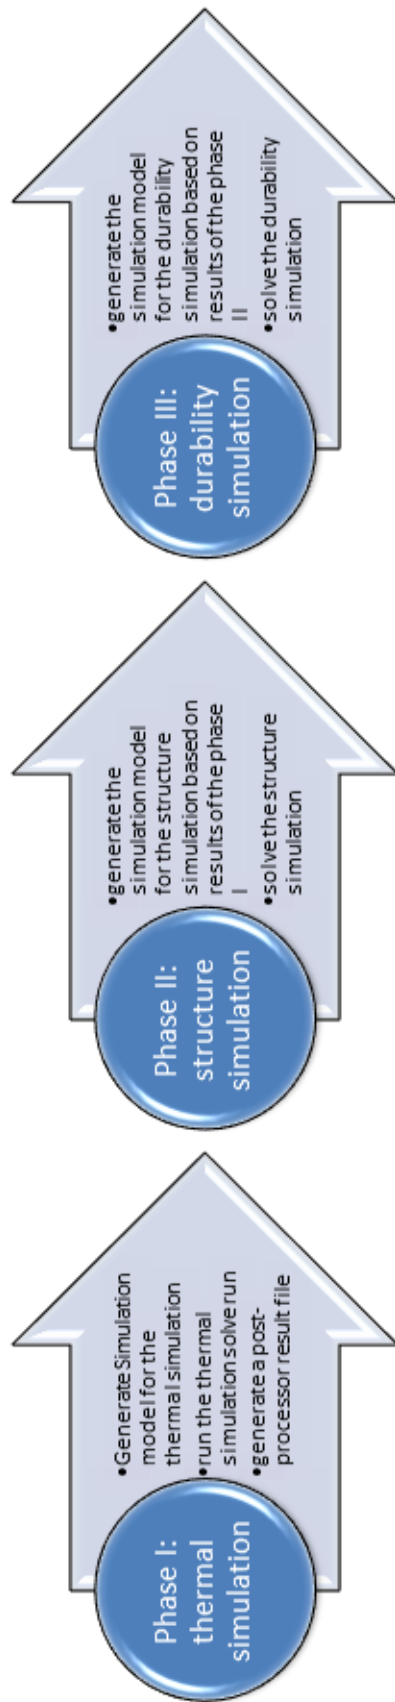 Phase I:
thermal
simulation
•Generate Simulation
model for the
thermal simulation
•run the thermal
simulation solve run
•generate a post-
processor result file
Phase II:
structure
simulation
•generate the
simulation model
for the structure
simulation based on
results of the phase
I
•solve the structure
simulation
Phase III:
durability
simulation
•generate the
simulation model
for the durability
simulation based on
results of the phase
II
•solve the durability
simulation